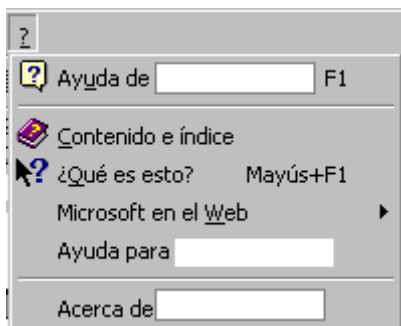 ?
Ayuda de F1
Contenido e índice
¿Qué es esto? Mayús+F1
Microsoft en el Web
Ayuda para
Acerca de